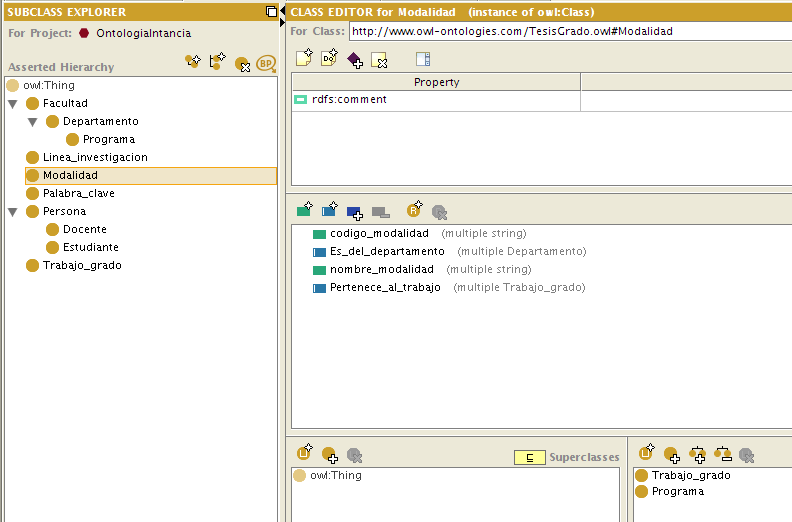 SUBCLASS EXPLORER
For Project: OntologiaIntancia
Asserted Hierarchy
BP
owl:Thing
Facultad
Departamento
Programa
Linea_investigacion
Modalidad
Palabra_clave
Persona
Docente
Estudiante
Trabajo_grado
CLASS EDITOR for Modalidad (instance of owl:Class)
For Class: http://www.owl-ontologies.com/TesisGrado.owl#Modalidad
Property
rdfs:comment
R
codigo_modalidad (multiple string)
Es_del_departamento (multiple Departamento)
nombre_modalidad (multiple string)
Pertenece_al_trabajo (multiple Trabajo_grado)
⊑ Superclasses
owl:Thing
Trabajo_grado
Programa